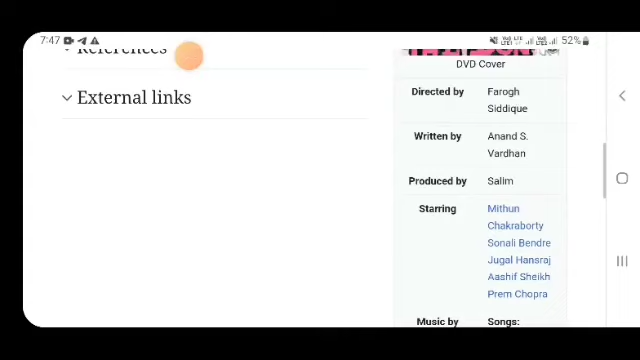 7:47
52%
References
External links
DVD Cover
Directed by Farogh
Siddique
Written by Anand S.
Vardhan
Produced by Salim
Starring Mithun
Chakraborty
Sonali Bendre
Jugal Hansraj
Aashif Sheikh
Prem Chopra
Music by Songs: